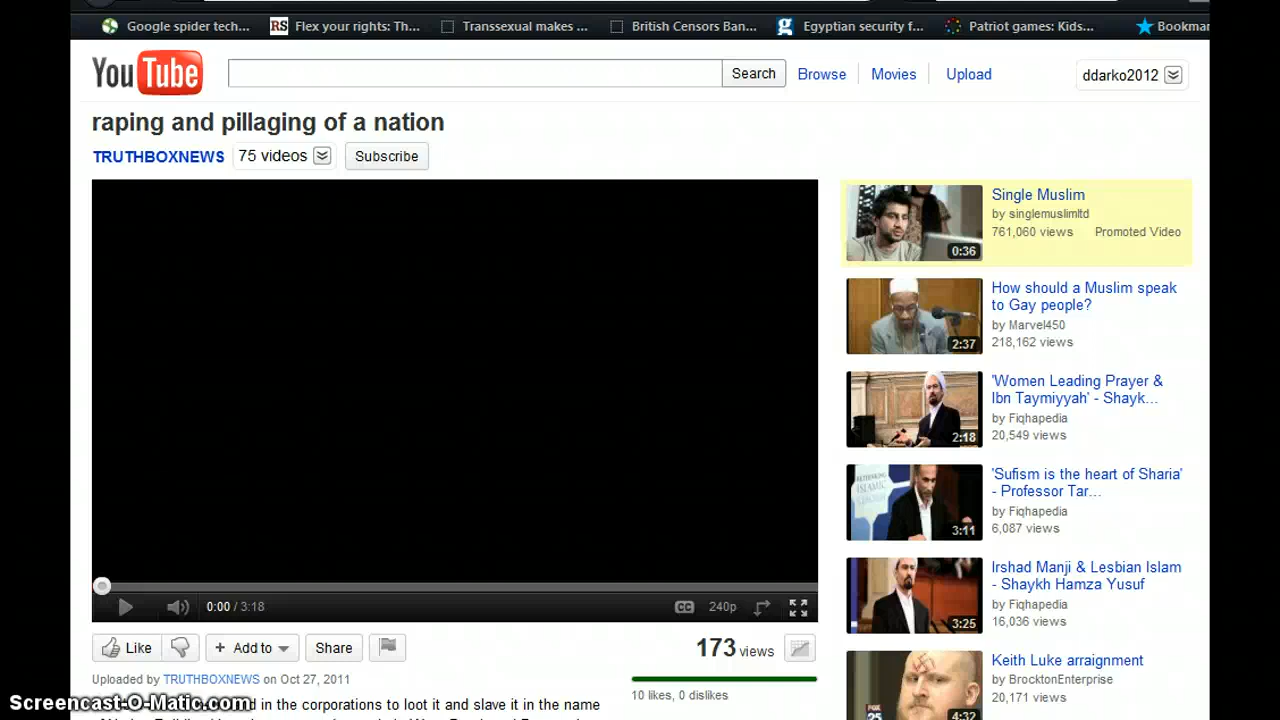 Google spider tech... Flex your rights: Th... Transsexual makes ... British Censors Ban... Egyptian security f... Patriot games: Kids... Bookmar
YouTube Search Browse Movies Upload ddarko2012
raping and pillaging of a nation
TRUTHBOXNEWS 75 videos Subscribe
Single Muslim
by singlemuslimltd
761,060 views Promoted Video
0:36
How should a Muslim speak
to Gay people?
by Marvel450
218,162 views
2:37
'Women Leading Prayer &
Ibn Taymiyyah' - Shayk...
by Fiqhapedia
20,549 views
2:18
'Sufism is the heart of Sharia'
- Professor Tar...
by Fiqhapedia
6,087 views
3:11
Irshad Manji & Lesbian Islam
- Shaykh Hamza Yusuf
by Fiqhapedia
16,036 views
3:25
Keith Luke arraignment
by BrocktonEnterprise
20,171 views
4:32
0:00 / 3:18 CC 240p
Like + Add to Share 173 views
Uploaded by TRUTHBOXNEWS on Oct 27, 2011
10 likes, 0 dislikes
Screencast-O-Matic.com
d in the corporations to loot it and slave it in the name